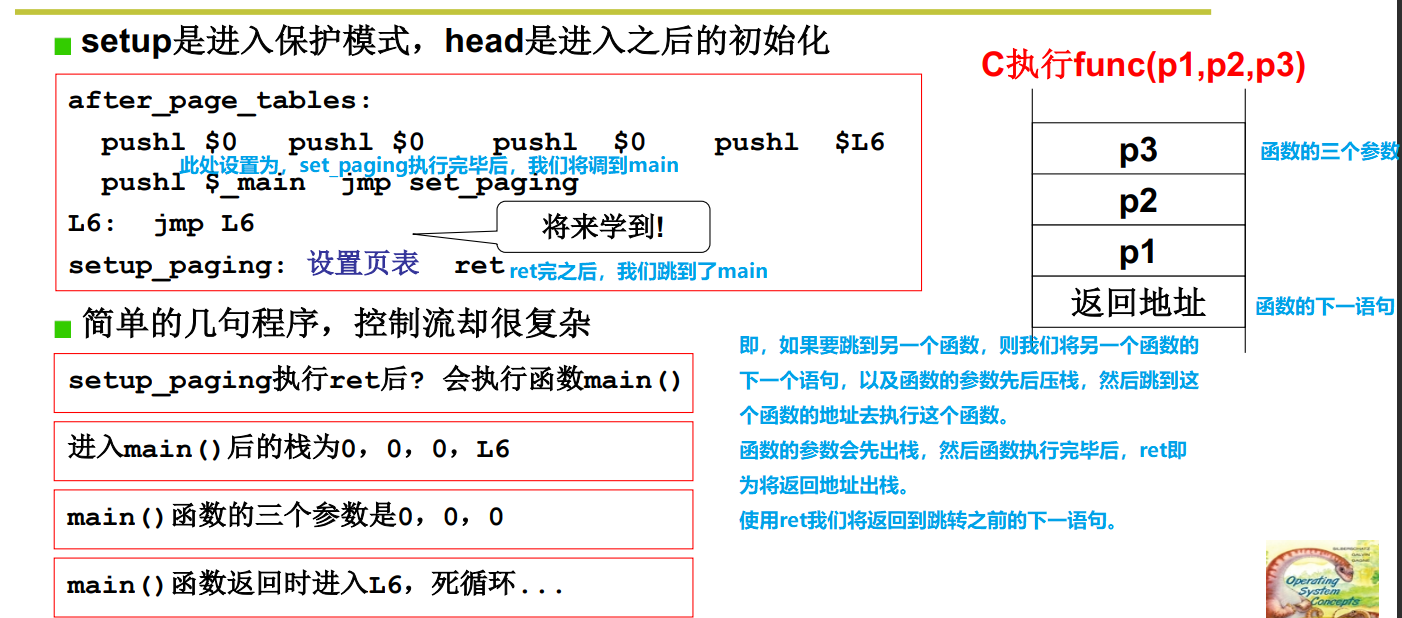 setup是进入保护模式，head是进入之后的初始化
after_page_tables:
pushl $0 pushl $0 pushl $0 pushl $L6
此处设置为，set_paging执行完毕后，我们将调到main
pushl $_main jmp set_paging
L6: jmp L6
将来学到!
setup_paging: 设置页表 ret
ret完之后，我们跳到了main
简单的几句程序，控制流却很复杂
setup_paging执行ret后? 会执行函数main()
进入main()后的栈为0，0，0，L6
main()函数的三个参数是0，0，0
main()函数返回时进入L6，死循环...
C执行func(p1,p2,p3)
p3
函数的三个参数
p2
p1
返回地址
函数的下一语句
即，如果要跳到另一个函数，则我们将另一个函数的
下一个语句，以及函数的参数先后压栈，然后跳到这
个函数的地址去执行这个函数。
函数的参数会先出栈，然后函数执行完毕后，ret即
为将返回地址出栈。
使用ret我们将返回到跳转之前的下一语句。
Operating
System
Concepts